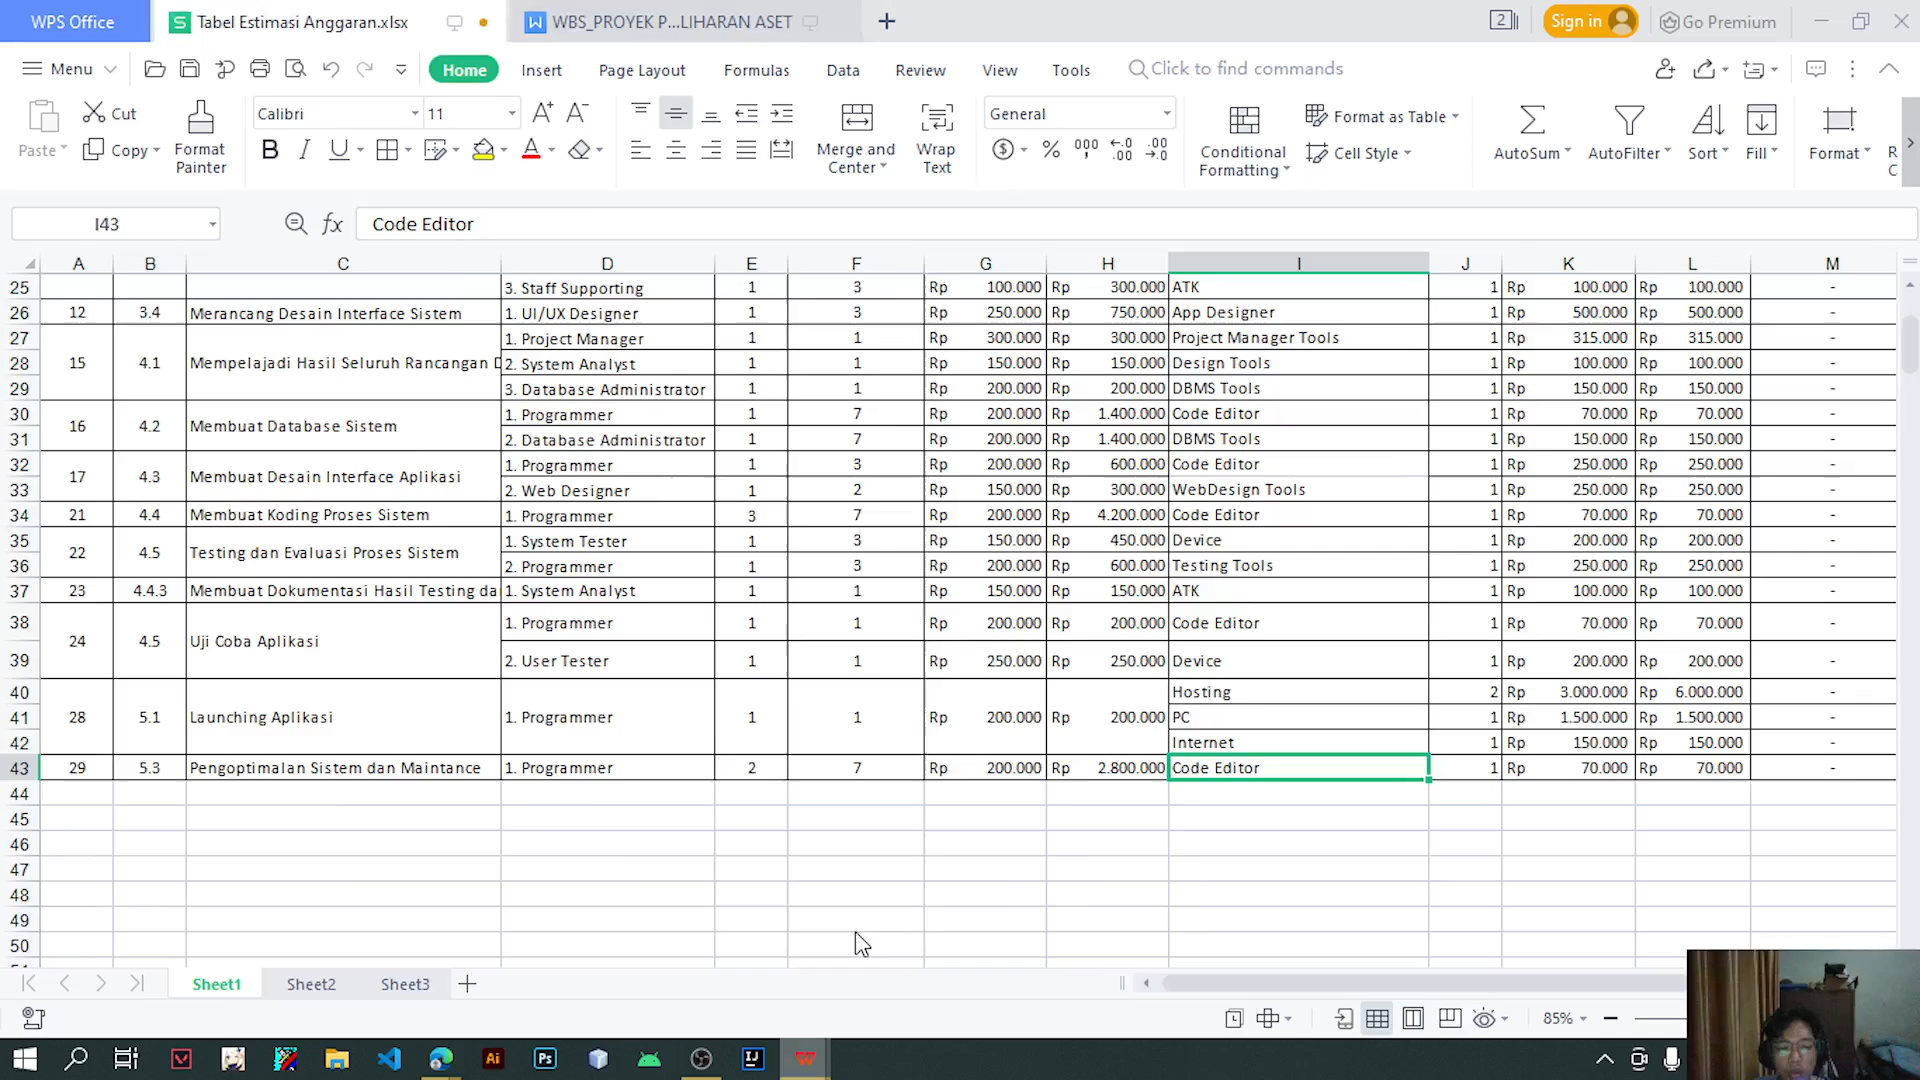 WPS Office
Tabel Estimasi Anggaran.xlsx
WBS_PROYEK P...LIHARAN ASET
2
Sign in
Go Premium
Menu
Home
Insert
Page Layout
Formulas
Data
Review
View
Tools
Click to find commands
Paste
Cut
Copy
Format Painter
Calibri
11
Merge and Center
Wrap Text
General
Conditional Formatting
Format as Table
Cell Style
AutoSum
AutoFilter
Sort
Fill
Format
R
C
I43
fx
Code Editor
A B C D E F G H I J K L M
25 3. Staff Supporting 1 3 Rp 100.000 Rp 300.000 ATK 1 Rp 100.000 Rp 100.000 -
26 12 3.4 Merancang Desain Interface Sistem 1. UI/UX Designer 1 3 Rp 250.000 Rp 750.000 App Designer 1 Rp 500.000 Rp 500.000 -
27 1. Project Manager 1 1 Rp 300.000 Rp 300.000 Project Manager Tools 1 Rp 315.000 Rp 315.000 -
28 15 4.1 Mempelajadi Hasil Seluruh Rancangan D 2. System Analyst 1 1 Rp 150.000 Rp 150.000 Design Tools 1 Rp 100.000 Rp 100.000 -
29 3. Database Administrator 1 1 Rp 200.000 Rp 200.000 DBMS Tools 1 Rp 150.000 Rp 150.000 -
30 16 4.2 Membuat Database Sistem 1. Programmer 1 7 Rp 200.000 Rp 1.400.000 Code Editor 1 Rp 70.000 Rp 70.000 -
31 2. Database Administrator 1 7 Rp 200.000 Rp 1.400.000 DBMS Tools 1 Rp 150.000 Rp 150.000 -
32 17 4.3 Membuat Desain Interface Aplikasi 1. Programmer 1 3 Rp 200.000 Rp 600.000 Code Editor 1 Rp 250.000 Rp 250.000 -
33 2. Web Designer 1 2 Rp 150.000 Rp 300.000 WebDesign Tools 1 Rp 250.000 Rp 250.000 -
34 21 4.4 Membuat Koding Proses Sistem 1. Programmer 3 7 Rp 200.000 Rp 4.200.000 Code Editor 1 Rp 70.000 Rp 70.000 -
35 22 4.5 Testing dan Evaluasi Proses Sistem 1. System Tester 1 3 Rp 150.000 Rp 450.000 Device 1 Rp 200.000 Rp 200.000 -
36 2. Programmer 1 3 Rp 200.000 Rp 600.000 Testing Tools 1 Rp 250.000 Rp 250.000 -
37 23 4.4.3 Membuat Dokumentasi Hasil Testing da 1. System Analyst 1 1 Rp 150.000 Rp 150.000 ATK 1 Rp 100.000 Rp 100.000 -
38 24 4.5 Uji Coba Aplikasi 1. Programmer 1 1 Rp 200.000 Rp 200.000 Code Editor 1 Rp 70.000 Rp 70.000 -
39 2. User Tester 1 1 Rp 250.000 Rp 250.000 Device 1 Rp 200.000 Rp 200.000 -
40 Hosting 2 Rp 3.000.000 Rp 6.000.000 -
41 28 5.1 Launching Aplikasi 1. Programmer 1 1 Rp 200.000 Rp 200.000 PC 1 Rp 1.500.000 Rp 1.500.000 -
42 Internet 1 Rp 150.000 Rp 150.000 -
43 29 5.3 Pengoptimalan Sistem dan Maintance 1. Programmer 2 7 Rp 200.000 Rp 2.800.000 Code Editor 1 Rp 70.000 Rp 70.000 -
44
45
46
47
48
49
50
Sheet1
Sheet2
Sheet3
85%
Ai
Ps
IJ